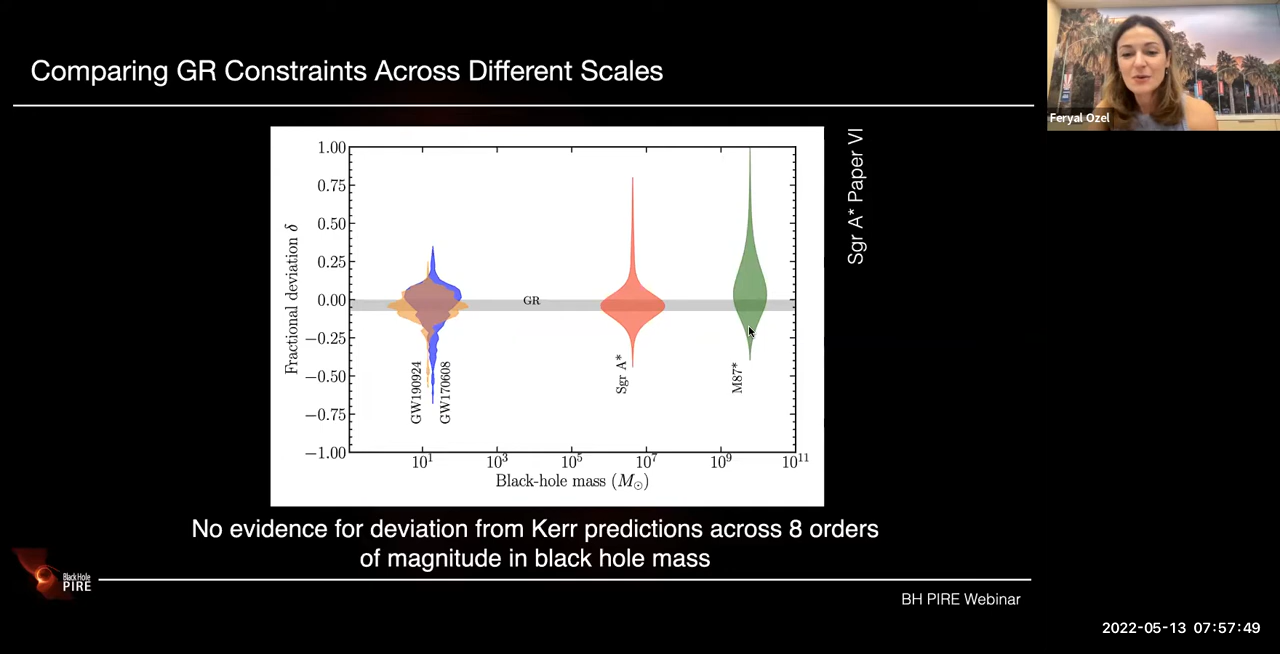 Comparing GR Constraints Across Different Scales
Feryal Ozel
Sgr A* Paper VI
1.00
0.75
0.50
0.25
0.00
−0.25
−0.50
−0.75
−1.00
Fractional deviation δ
GR
GW190924
GW170608
Sgr A*
M87*
10¹
10³
10⁵
10⁷
10⁹
10¹¹
Black-hole mass (M☉)
No evidence for deviation from Kerr predictions across 8 orders
of magnitude in black hole mass
Black Hole
PIRE
BH PIRE Webinar
2022-05-13 07:57:49